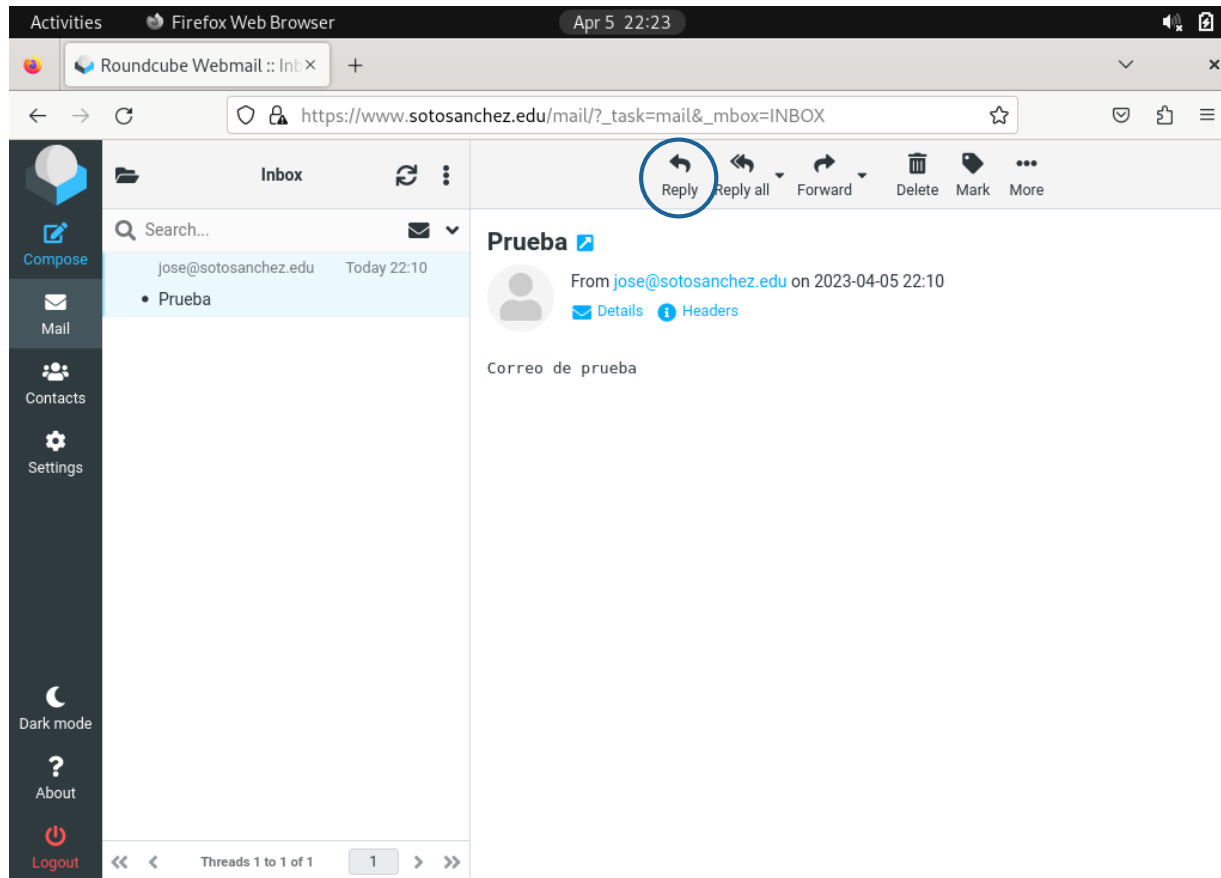 Activities Firefox Web Browser Apr 5 22:23
Roundcube Webmail :: Inb
https://www.sotosanchez.edu/mail/?_task=mail&_mbox=INBOX
Inbox
Reply Reply all Forward Delete Mark More
Compose
Mail
Contacts
Settings
Dark mode
About
Logout
Search...
jose@sotosanchez.edu Today 22:10
• Prueba
Threads 1 to 1 of 1 1
Prueba
From jose@sotosanchez.edu on 2023-04-05 22:10
Details Headers
Correo de prueba